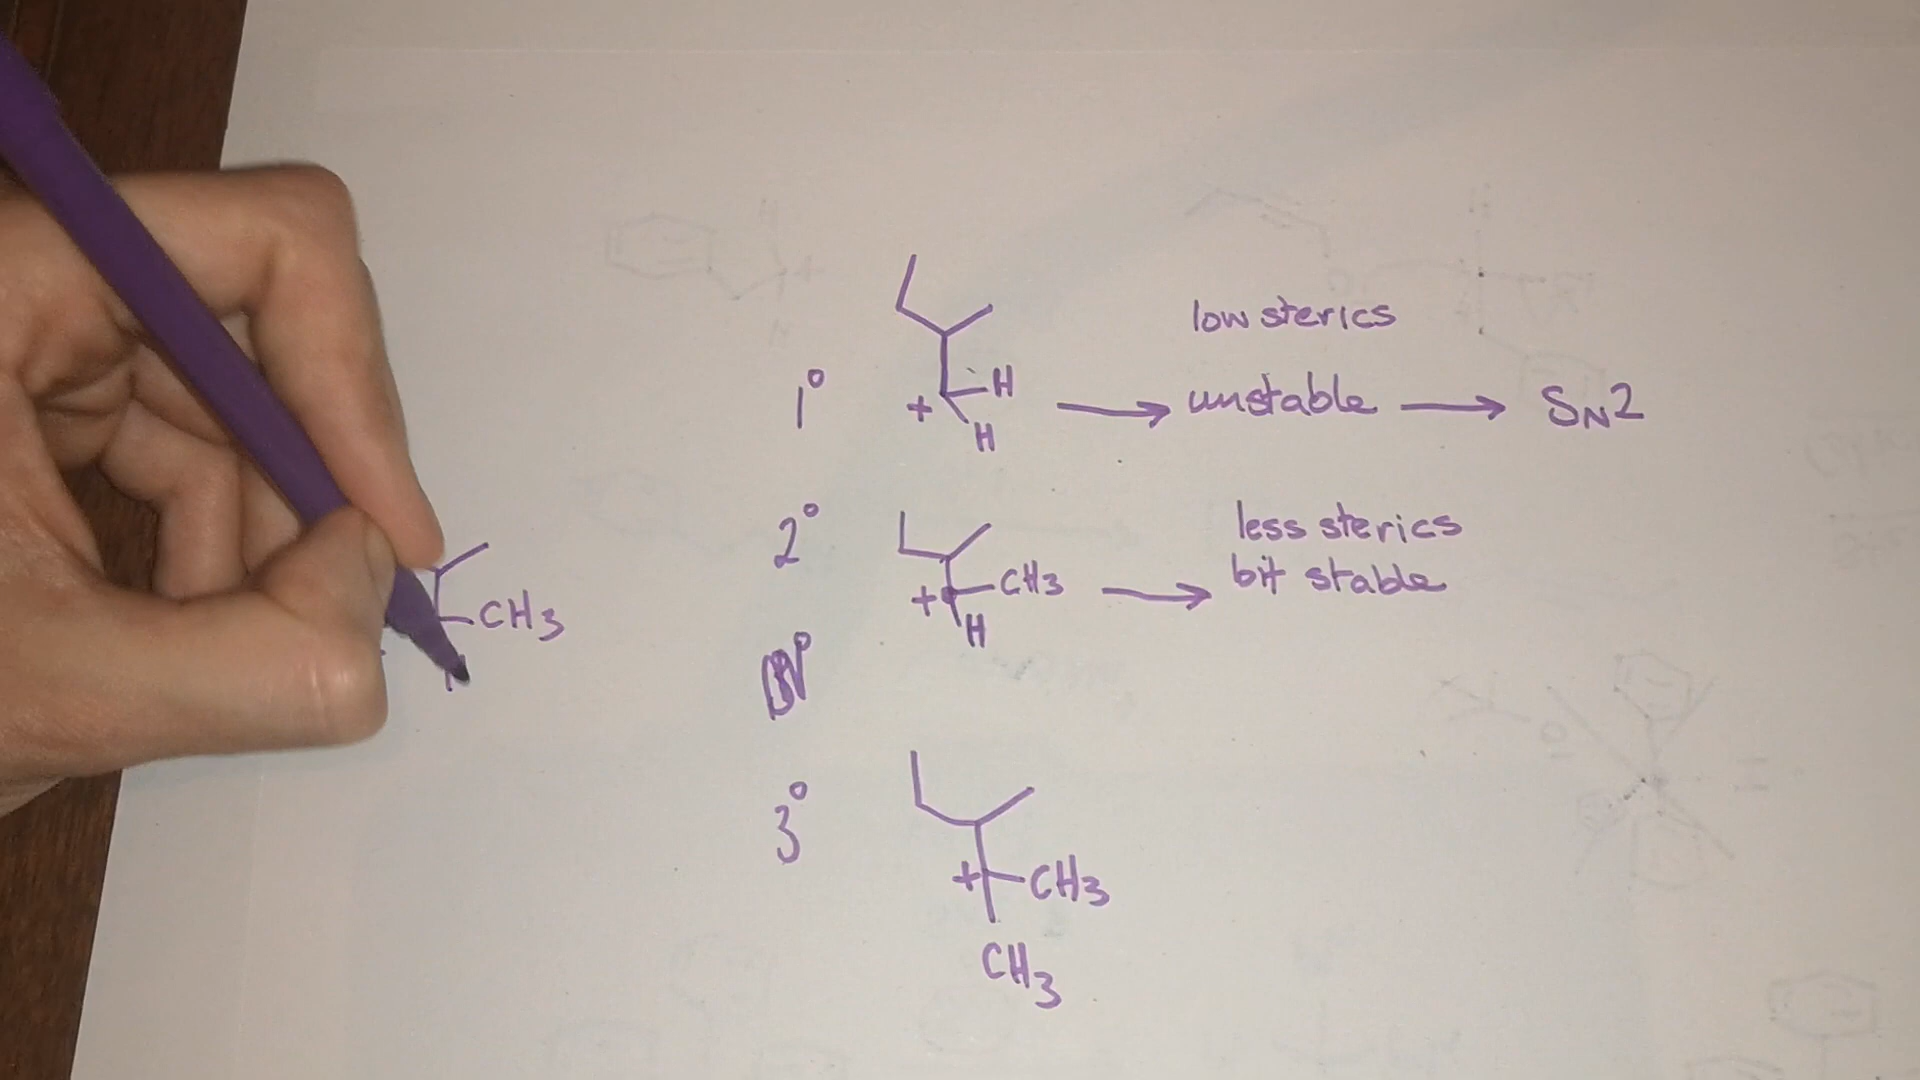 low sterics
1° + H H → unstable → SN2
less sterics
2° + CH3 H → bit stable
CH3
3° + CH3
CH3